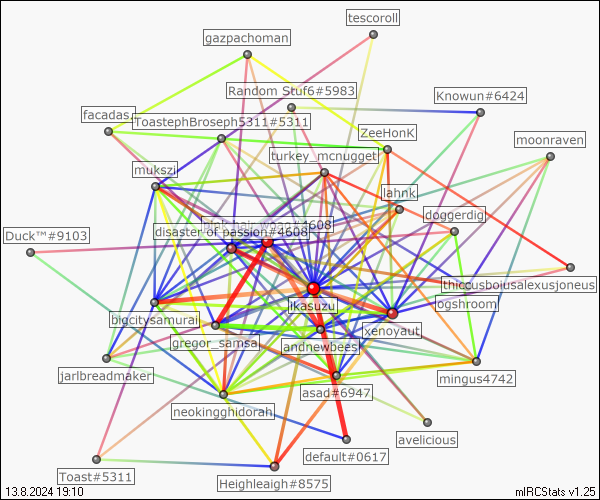 tescoroll
gazpachoman
Random Stuf6#5983
Knowun#6424
facadas.
ToastephBroseph5311#5311
ZeeHonK
moonraven
turkey_mcnugget
mukszi
lahnk
doggerdig
#4608
Duck™#9103
disaster of passion#4608
thiccusboiusalexusjoneus
ikasuzu
ogshroom
bigcitysamurai
xenoyaut
gregor_samsa
andnewbees
jarlbreadmaker
mingus4742
asad#6947
neokingghidorah
avelicious
default#0617
Toast#5311
Heighleaigh#8575
13.8.2024 19:10
mIRCStats v1.25